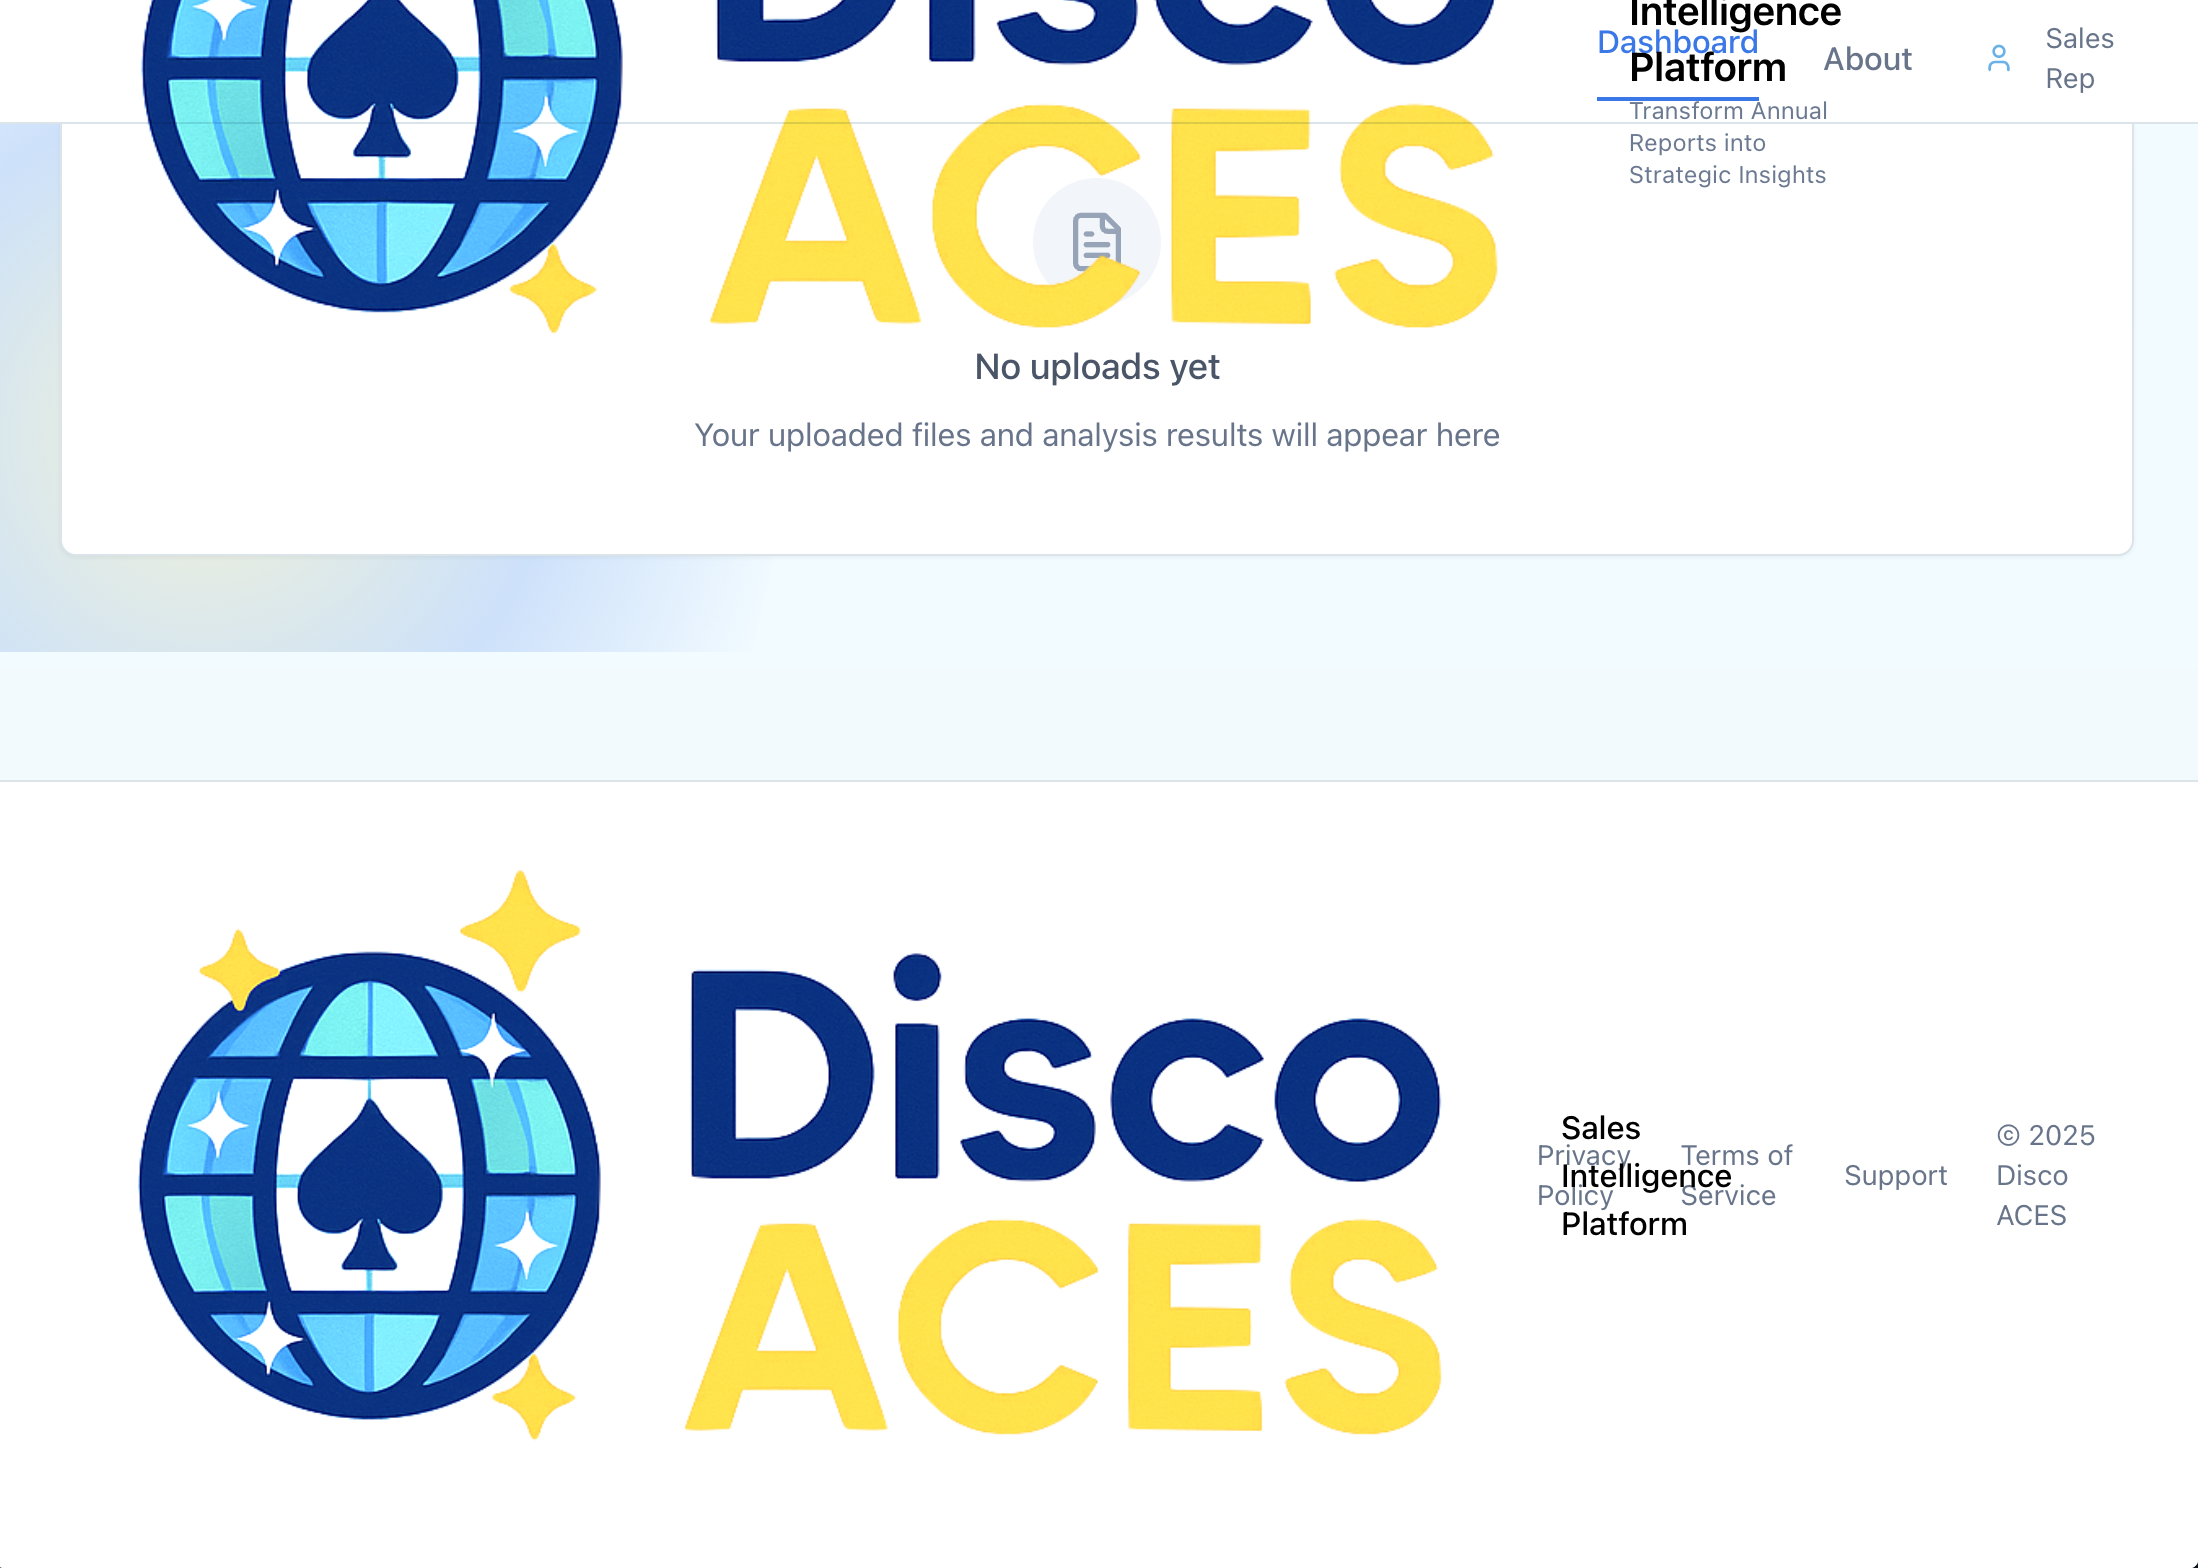 Disco
ACES
Intelligence
Platform
Transform Annual
Reports into
Strategic Insights
Dashboard
About
Sales
Rep
No uploads yet
Your uploaded files and analysis results will appear here
Disco
ACES
Sales
Intelligence
Platform
Privacy
Policy
Terms of
Service
Support
© 2025
Disco
ACES